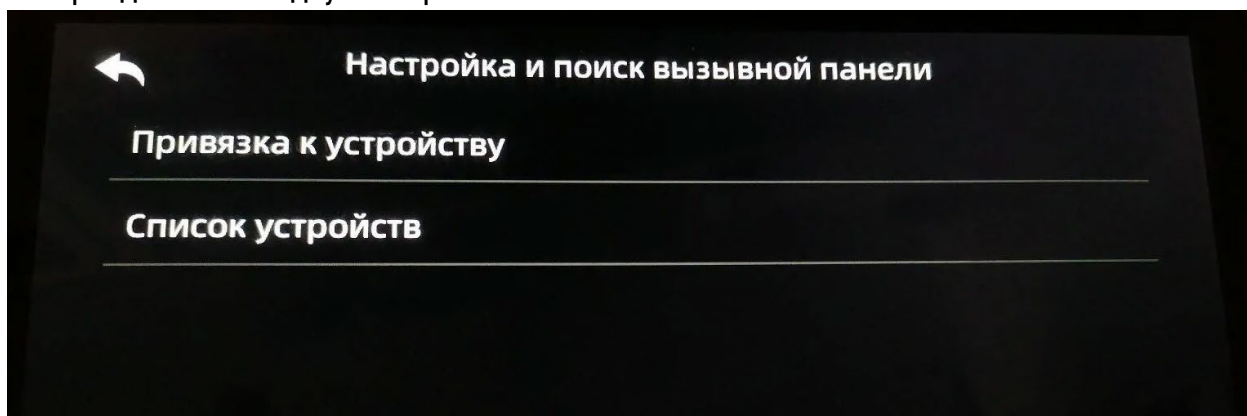 Настройка и поиск вызывной панели
Привязка к устройству
Список устройств